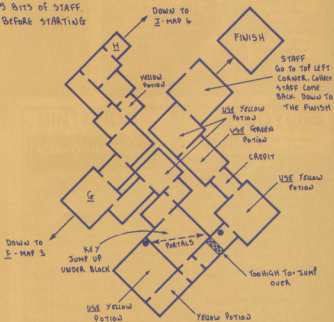 5 BITS OF STAFF.
BEFORE STARTING
DOWN TO
I - MAP 4
H
FINISH
YELLOW
POTION
STAFF
GO TO TOP LEFT
CORNER. COLLECT
STAFF COME
BACK DOWN TO
THE FINISH
USE YELLOW
POTION
USE GREEN
POTION
CREDIT
USE YELLOW
POTION
G
DOWN TO
F - MAP 3
KEY
JUMP UP
UNDER BLOCK
PORTALS
TOO HIGH TO JUMP
OVER
USE YELLOW
POTION
YELLOW POTION